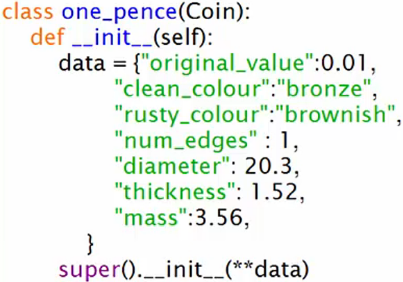 class one_pence(Coin):
def __init__(self):
data = {"original_value":0.01,
"clean_colour":"bronze",
"rusty_colour":"brownish",
"num_edges" : 1,
"diameter": 20.3,
"thickness": 1.52,
"mass":3.56,
}
super().__init__(**data)